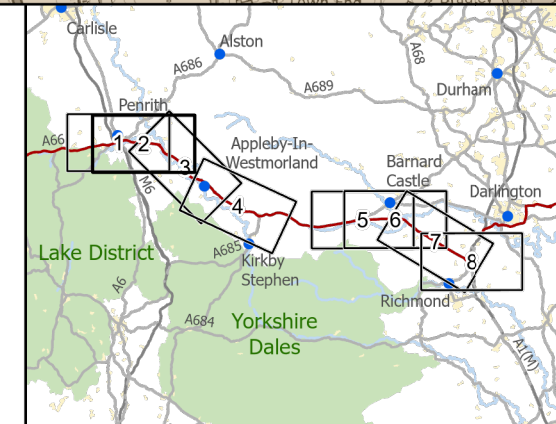 Carlisle
Alston
A686
A689
A68
Durham
Penrith
A66
1
2
3
M6
Appleby-In-
Westmorland
4
Barnard
Castle
Darlington
5
6
7
8
Lake District
A685
Kirkby
Stephen
Richmond
A6
A684
Yorkshire
Dales
A1(M)